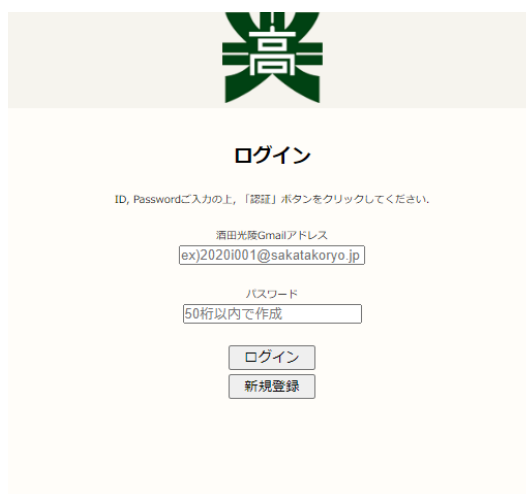 高
ログイン
ID, Passwordご入力の上, 「認証」ボタンをクリックしてください.
酒田光陵Gmailアドレス
ex)2020i001@sakatakoryo.jp
パスワード
50桁以内で作成
ログイン
新規登録